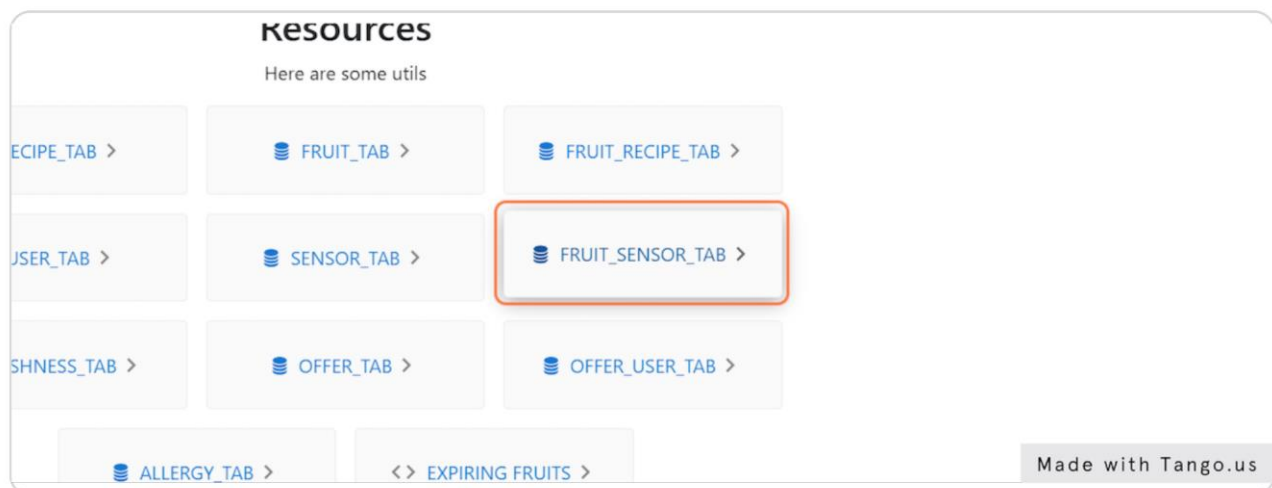 Resources
Here are some utils
ECIPE_TAB >
FRUIT_TAB >
FRUIT_RECIPE_TAB >
USER_TAB >
SENSOR_TAB >
FRUIT_SENSOR_TAB >
SHNESS_TAB >
OFFER_TAB >
OFFER_USER_TAB >
ALLERGY_TAB >
<> EXPIRING FRUITS >
Made with Tango.us